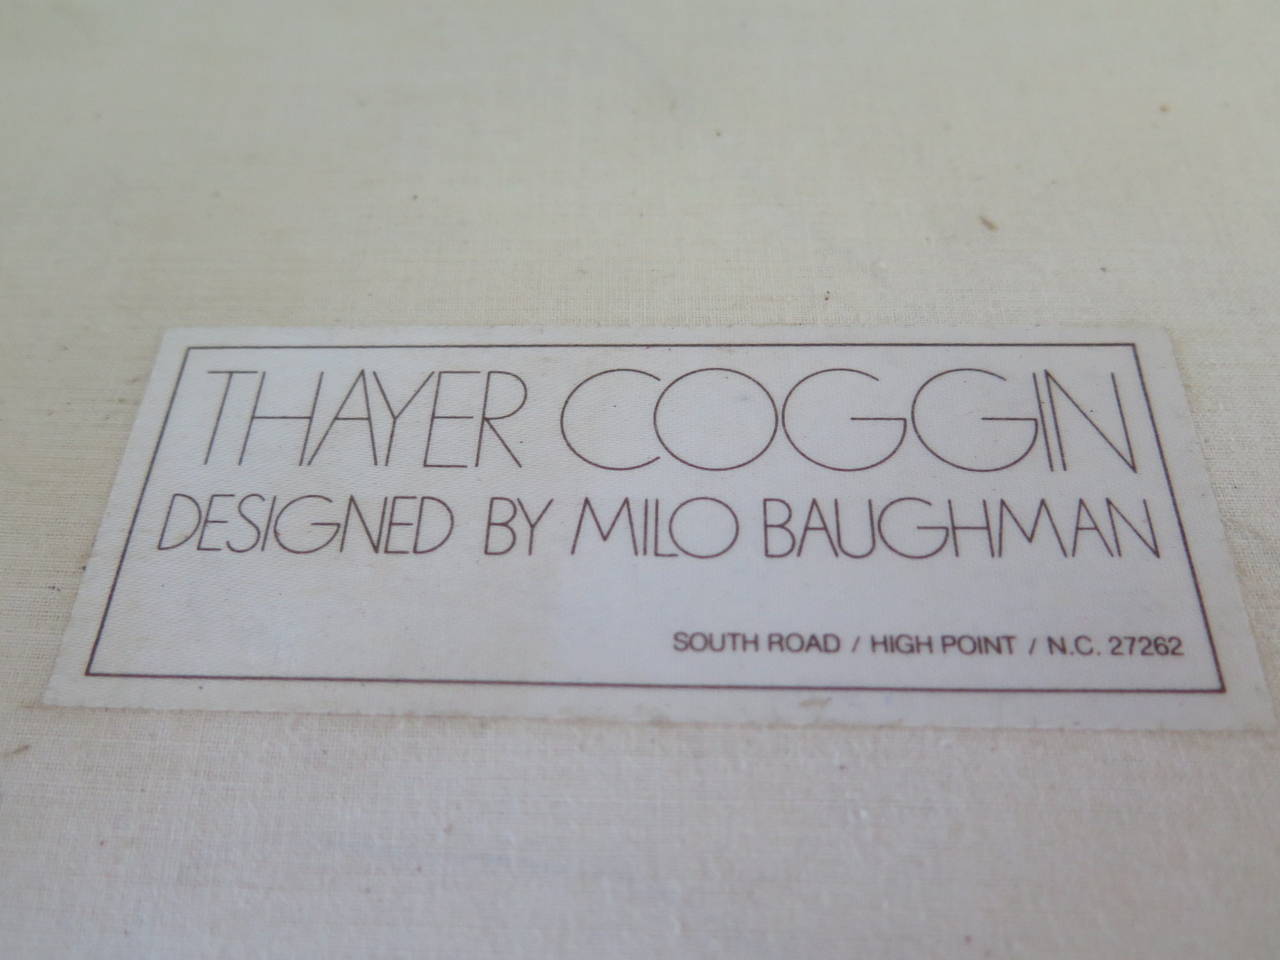 THAYER COGGIN
DESIGNED BY MILO BAUGHMAN
SOUTH ROAD / HIGH POINT / N.C. 27262